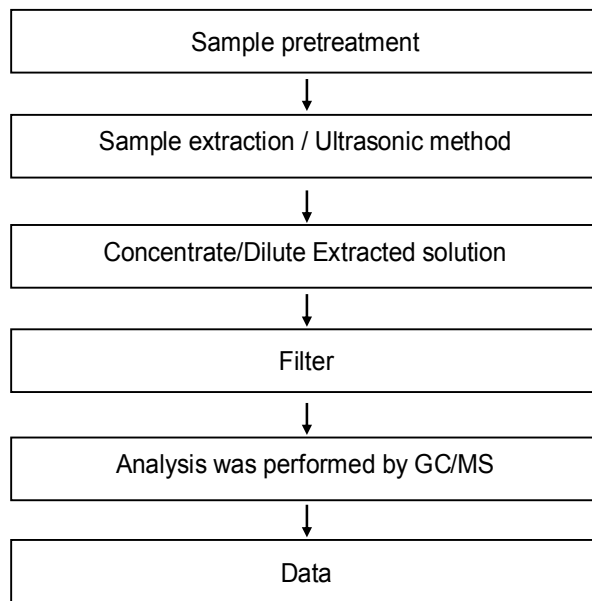 Sample pretreatment
Sample extraction / Ultrasonic method
Concentrate/Dilute Extracted solution
Filter
Analysis was performed by GC/MS
Data